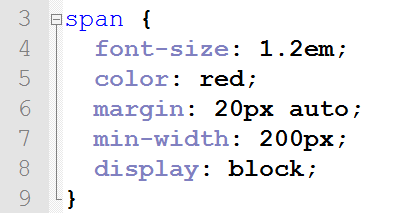 3 span {
4 font-size: 1.2em;
5 color: red;
6 margin: 20px auto;
7 min-width: 200px;
8 display: block;
9 }